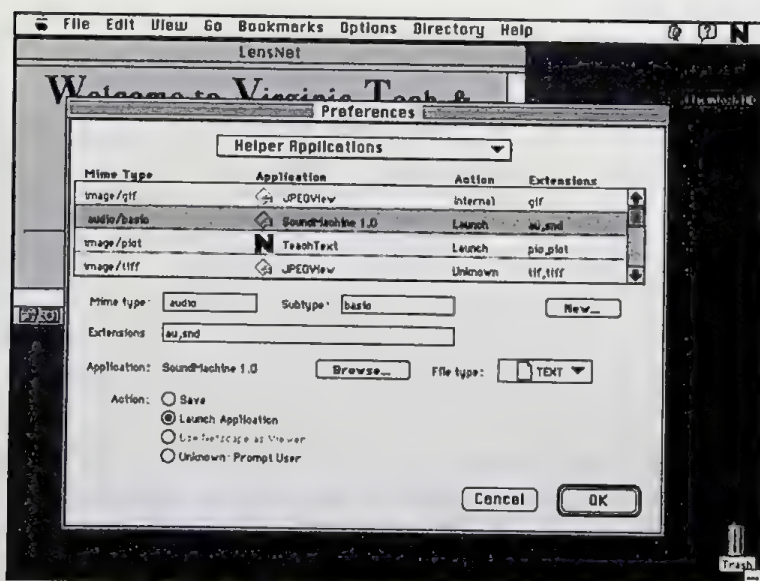 File Edit View Go Bookmarks Options Directory Help
LensNet
Welcome to Virginia Tech &
Preferences
Helper Applications
Mime Type Application Action Extensions
image/gif JPEGView Internal gif
audio/basic SoundMachine 1.0 Launch au,snd
image/pict TeachText Launch pic,pict
image/tiff JPEGView Unknown tif,tiff
Mime type: audio Subtype: basic New...
Extensions au,snd
Application: SoundMachine 1.0 Browse... File type: TEXT
Action: Save
Launch Application
Use Netscape as Viewer
Unknown: Prompt User
Cancel OK
Trash